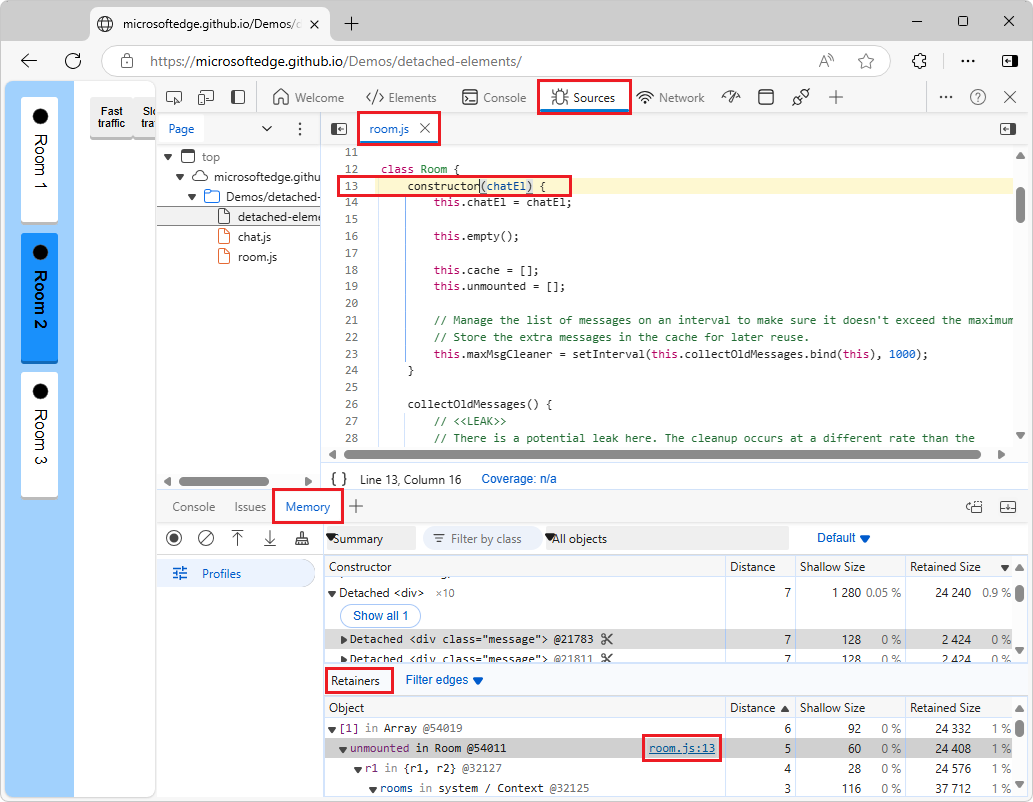 microsoftedge.github.io/Demos/c
https://microsoftedge.github.io/Demos/detached-elements/
Room 1
Room 2
Room 3
Fast traffic
Slo
tra
Welcome
Elements
Console
Sources
Network
Page
room.js
top
microsoftedge.githu
Demos/detached-
detached-eleme
chat.js
room.js
11
12 class Room {
13 constructor(chatEl) {
14 this.chatEl = chatEl;
15
16 this.empty();
17
18 this.cache = [];
19 this.unmounted = [];
20
21 // Manage the list of messages on an interval to make sure it doesn't exceed the maximum
22 // Store the extra messages in the cache for later reuse.
23 this.maxMsgCleaner = setInterval(this.collectOldMessages.bind(this), 1000);
24 }
25
26 collectOldMessages() {
27 // <<LEAK>>
28 // There is a potential leak here. The cleanup occurs at a different rate than the
{ } Line 13, Column 16 Coverage: n/a
Console Issues Memory
Summary Filter by class All objects Default
Profiles
Constructor Distance Shallow Size Retained Size
Detached <div> ×10 7 1 280 0.05 % 24 240 0.9 %
Show all 1
Detached <div class="message"> @21783 7 128 0 % 2 424 0 %
Detached <div class="message"> @21811 7 128 0 % 2 424 0 %
Retainers Filter edges
Object Distance Shallow Size Retained Size
[1] in Array @54019 6 92 0 % 24 332 1 %
unmounted in Room @54011 room.js:13 5 60 0 % 24 408 1 %
r1 in {r1, r2} @32127 4 28 0 % 24 576 1 %
rooms in system / Context @32125 3 116 0 % 37 712 1 %